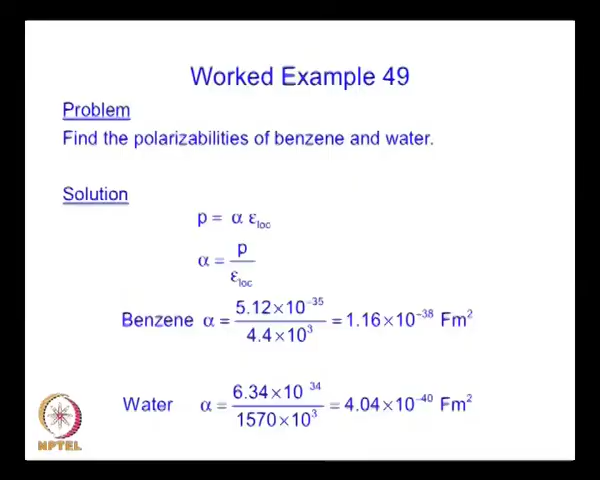 Worked Example 49
Problem
Find the polarizabilities of benzene and water.
Solution
p = α ε_loc
α = p / ε_loc
Benzene α = 5.12×10⁻³⁵ / 4.4×10³ = 1.16×10⁻³⁸ Fm²
Water α = 6.34×10 ³⁴ / 1570×10³ = 4.04×10⁻⁴⁰ Fm²
NPTEL